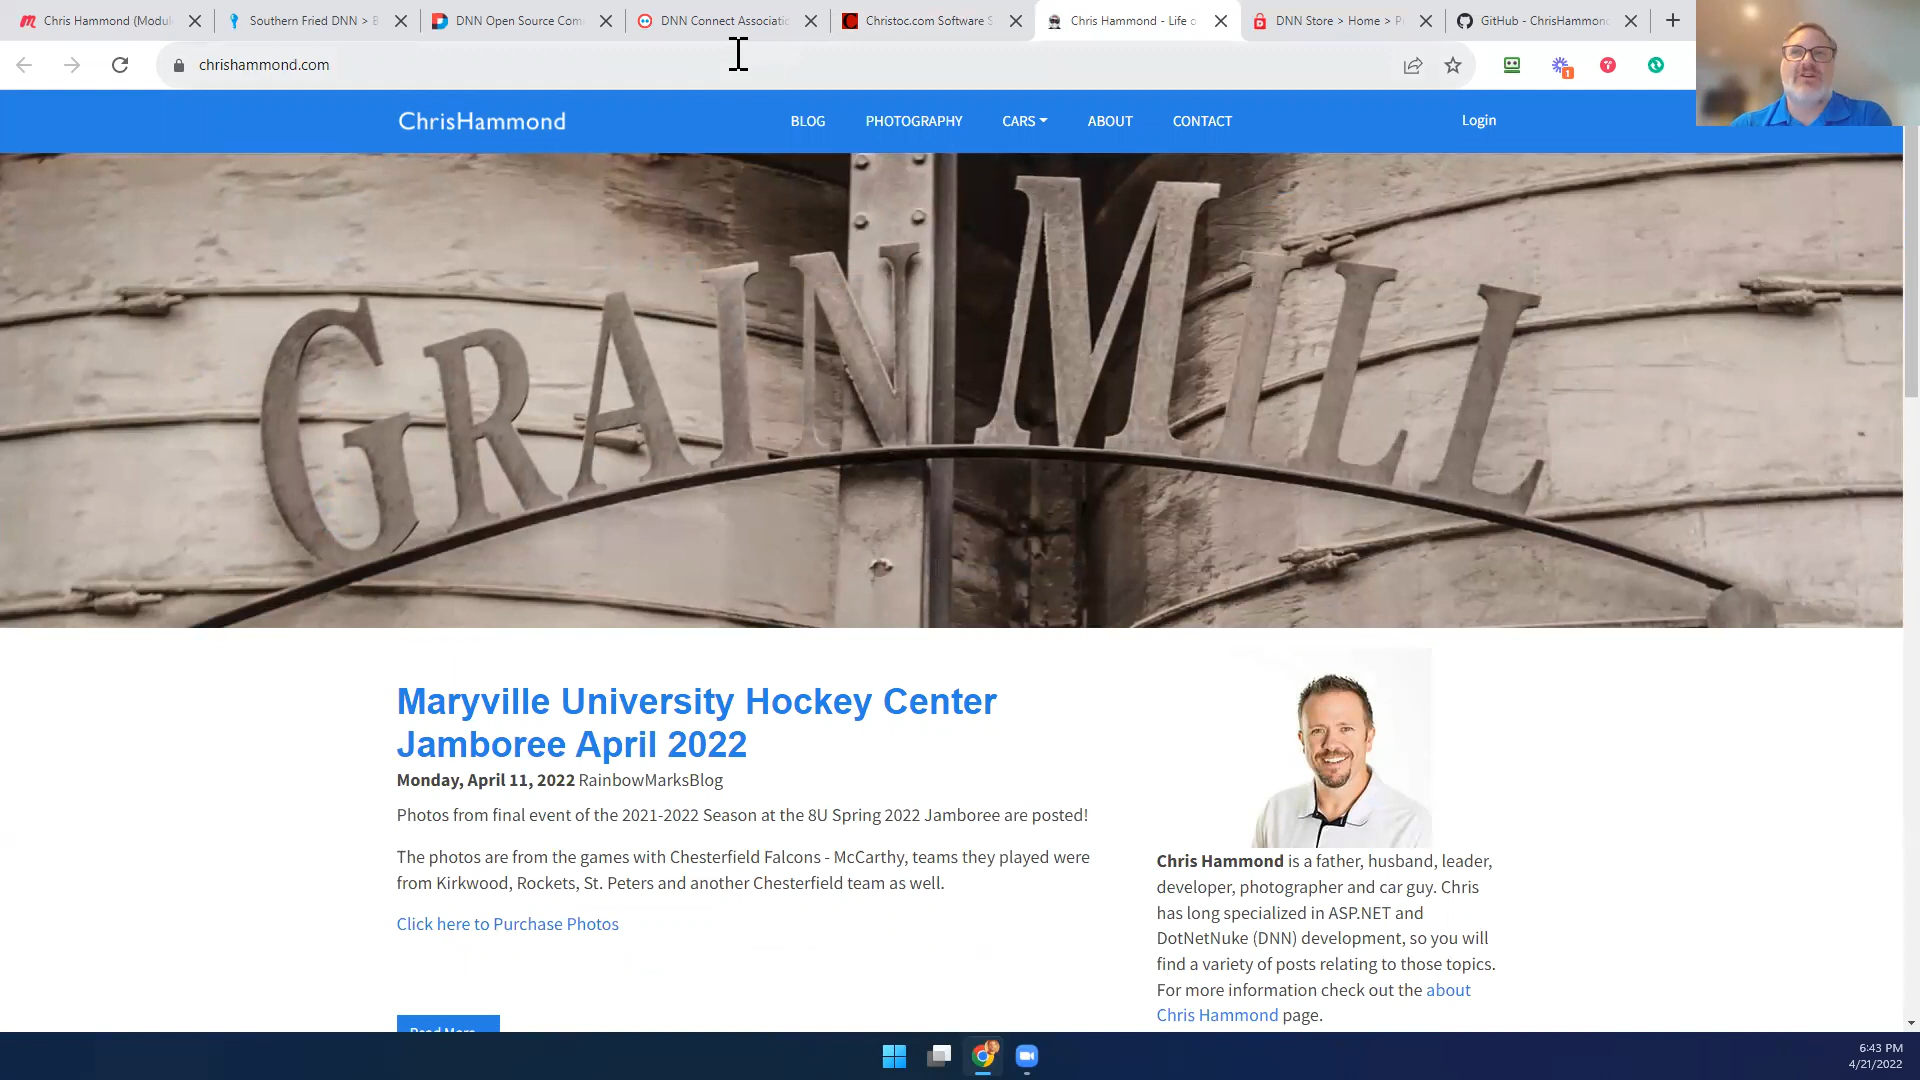 Chris Hammond (Modul
Southern Fried DNN > B
DNN Open Source Com
DNN Connect Associatio
Christoc.com Software S
Chris Hammond - Life o
DNN Store > Home > P
GitHub - ChrisHammond
chrishammond.com
1
ChrisHammond
BLOG
PHOTOGRAPHY
CARS
ABOUT
CONTACT
Login
GRAIN MILL
Maryville University Hockey Center
Jamboree April 2022
Monday, April 11, 2022 RainbowMarksBlog
Photos from final event of the 2021-2022 Season at the 8U Spring 2022 Jamboree are posted!
The photos are from the games with Chesterfield Falcons - McCarthy, teams they played were
from Kirkwood, Rockets, St. Peters and another Chesterfield team as well.
Click here to Purchase Photos
Read More
Chris Hammond is a father, husband, leader,
developer, photographer and car guy. Chris
has long specialized in ASP.NET and
DotNetNuke (DNN) development, so you will
find a variety of posts relating to those topics.
For more information check out the about
Chris Hammond page.
6:43 PM
4/21/2022